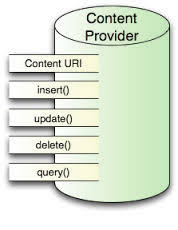 Content
Provider
Content URI
insert()
update()
delete()
query()